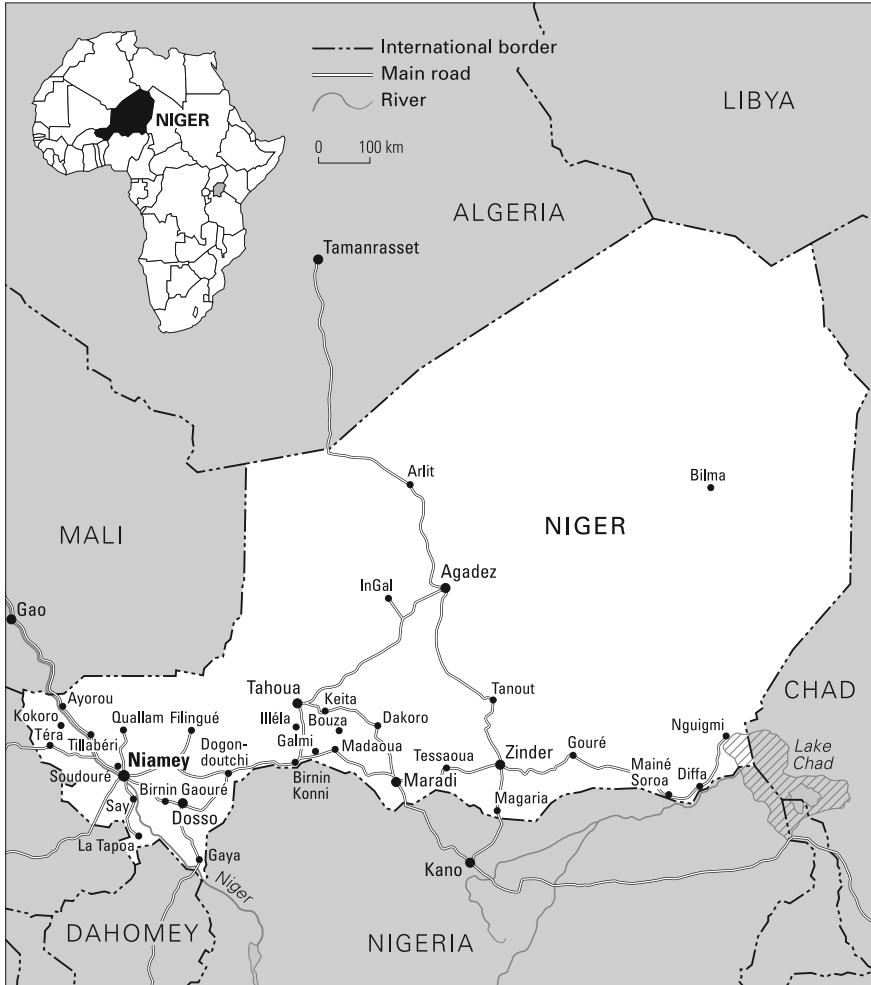 International border
Main road
River
0 100 km
NIGER
LIBYA
ALGERIA
Tamanrasset
Arlit
Bilma
NIGER
MALI
Agadez
InGal
Gao
CHAD
Tahoua
Keita
Tanout
Ayorou
Kokoro
Quallam
Filingué
Illéla
Bouza
Dakoro
Nguigmi
Téra
Tillabéri
Dogon-
doutchi
Galmi
Madaoua
Tessaoua
Zinder
Gouré
Lake
Chad
Niamey
Soudouré
Birnin
Konni
Maradi
Mainé
Soroa
Diffa
Birnin Gaouré
Say
Dosso
Magaria
La Tapoa
Gaya
Kano
Niger
DAHOMEY
NIGERIA